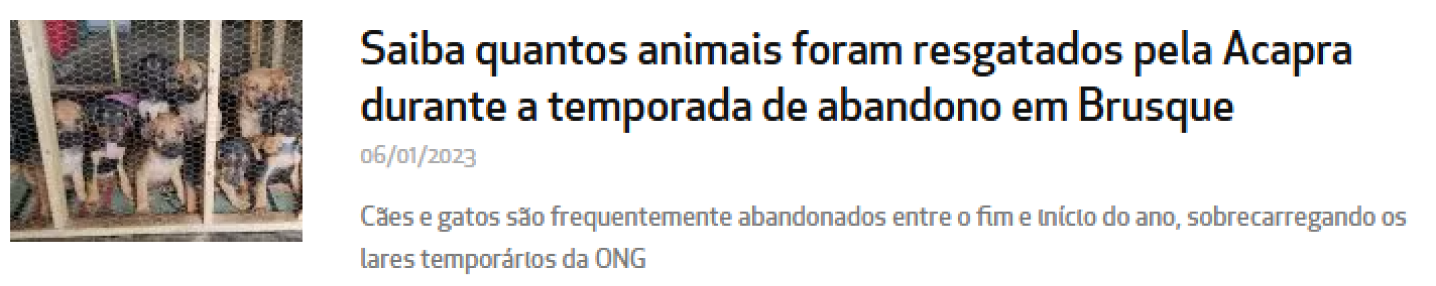 Saiba quantos animais foram resgatados pela Acapra
durante a temporada de abandono em Brusque
06/01/2023
Cães e gatos são frequentemente abandonados entre o fim e início do ano, sobrecarregando os
lares temporários da ONG